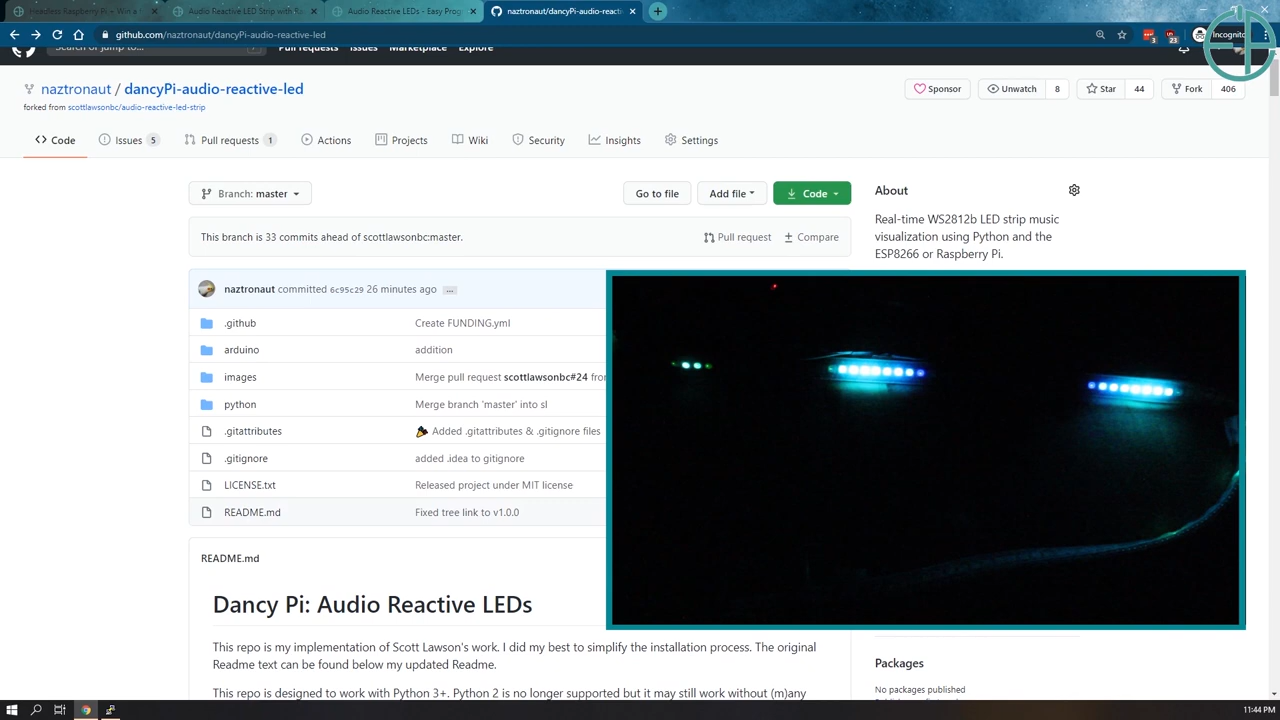 Headless Raspberry Pi + Win a R
Audio Reactive LED Strip with Ra
Audio Reactive LEDs - Easy Prog
naztronaut/dancyPi-audio-reactiv
github.com/naztronaut/dancyPi-audio-reactive-led
3
23
Incognito
Search or jump to...
Pull requests
Issues
Marketplace
Explore
naztronaut / dancyPi-audio-reactive-led
forked from scottlawsonbc/audio-reactive-led-strip
Sponsor
Unwatch 8
Star 44
Fork 406
Code
Issues 5
Pull requests 1
Actions
Projects
Wiki
Security
Insights
Settings
Branch: master
Go to file
Add file
Code
This branch is 33 commits ahead of scottlawsonbc:master.
Pull request
Compare
naztronaut committed 6c95c29 26 minutes ago ...
.github Create FUNDING.yml
arduino addition
images Merge pull request scottlawsonbc#24 from
python Merge branch 'master' into sl
.gitattributes Added .gitattributes & .gitignore files
.gitignore added .idea to gitignore
LICENSE.txt Released project under MIT license
README.md Fixed tree link to v1.0.0
About
Real-time WS2812b LED strip music
visualization using Python and the
ESP8266 or Raspberry Pi.
README.md
Dancy Pi: Audio Reactive LEDs
This repo is my implementation of Scott Lawson's work. I did my best to simplify the installation process. The original
Readme text can be found below my updated Readme.
This repo is designed to work with Python 3+. Python 2 is no longer supported but it may still work without (m)any
Packages
No packages published
11:44 PM